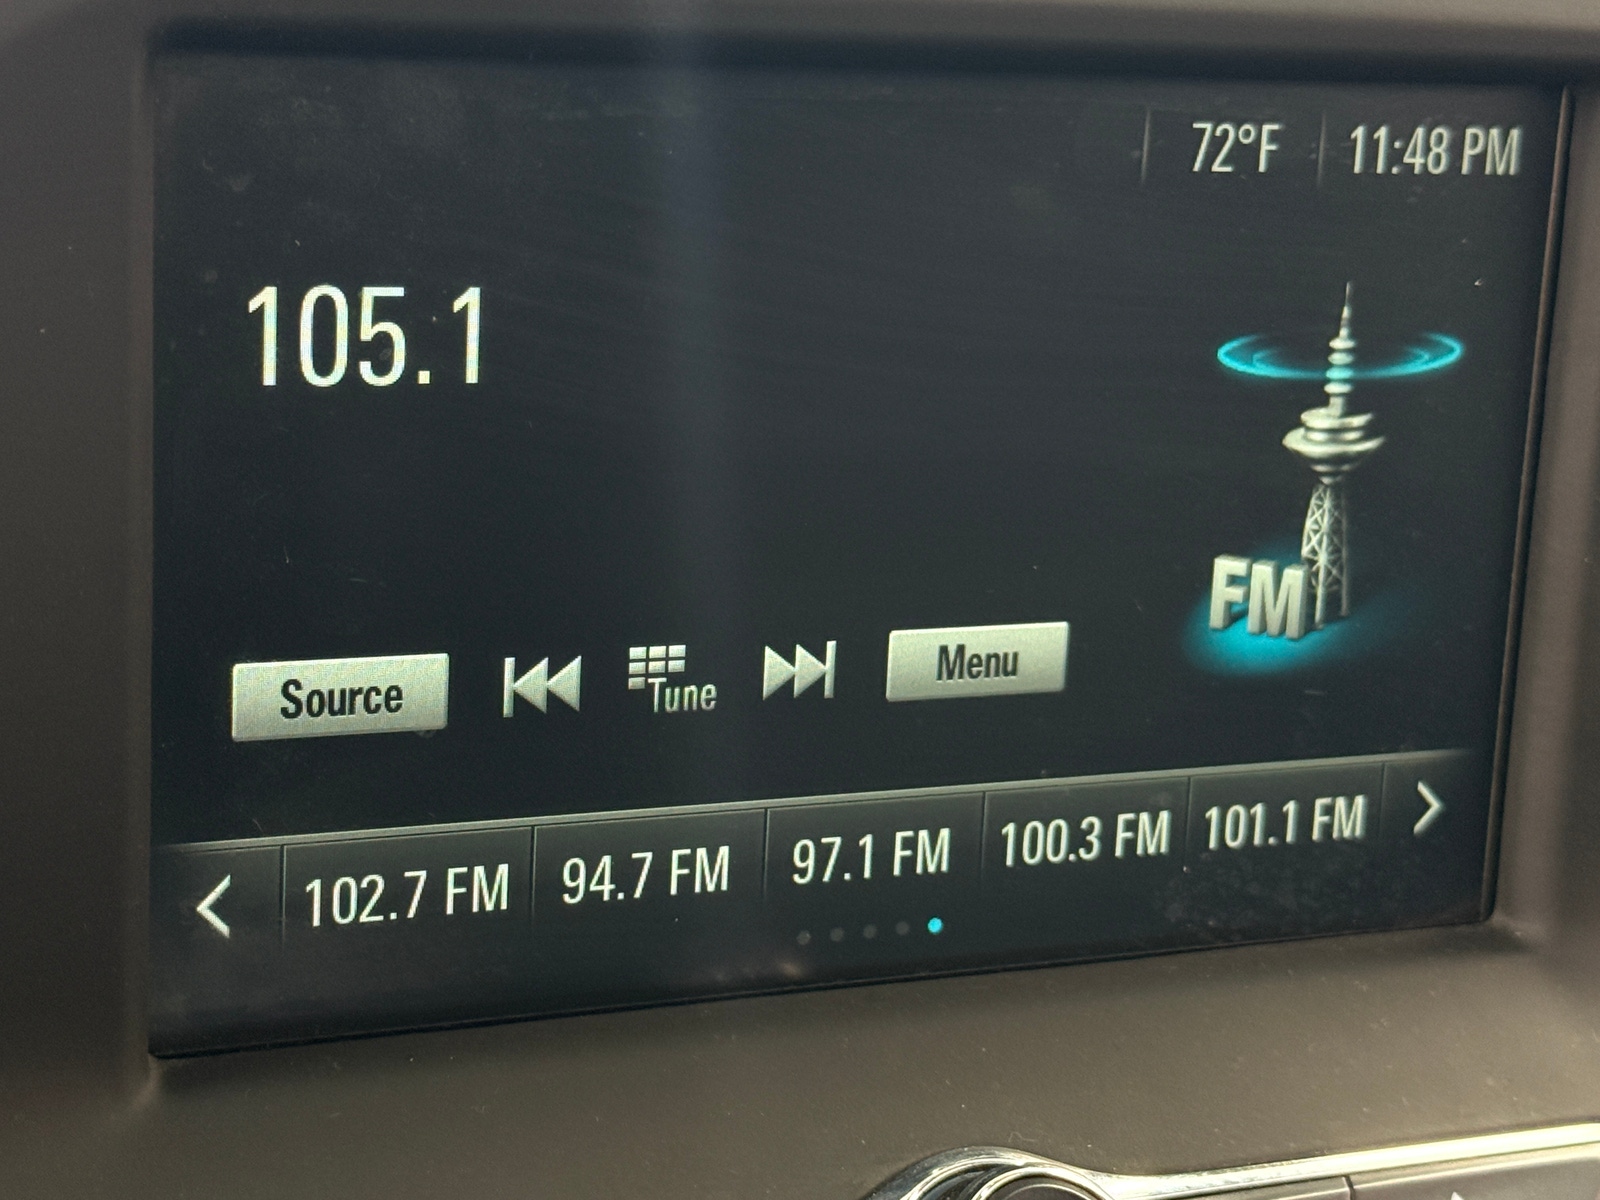 72°F 11:48 PM
105.1
FM
Source Tune Menu
102.7 FM 94.7 FM 97.1 FM 100.3 FM 101.1 FM